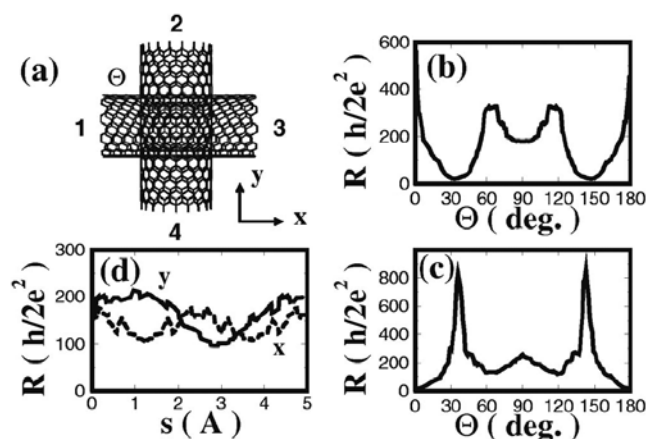 (a)
2
Θ
1
3
4
y
x
(b)
R ( h/2e² )
600
400
200
0
0 30 60 90 120 150 180
Θ ( deg. )
(d)
R ( h/2e² )
300
200
100
0
y
x
0 1 2 3 4 5
s ( A )
(c)
R ( h/2e² )
800
600
400
200
0
0 30 60 90 120 150 180
Θ ( deg. )